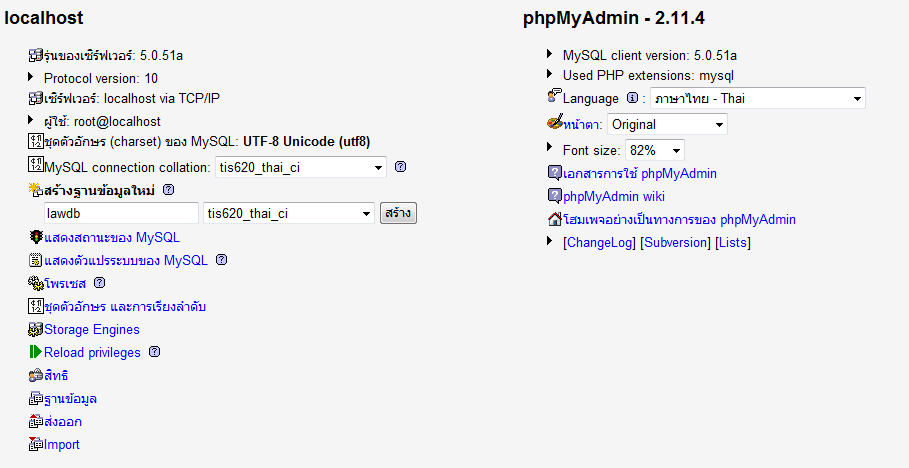 localhost
รุ่นของเซิร์ฟเวอร์: 5.0.51a
Protocol version: 10
เซิร์ฟเวอร์: localhost via TCP/IP
ผู้ใช้: root@localhost
ชุดตัวอักษร (charset) ของ MySQL: UTF-8 Unicode (utf8)
MySQL connection collation: tis620_thai_ci
สร้างฐานข้อมูลใหม่
lawdb tis620_thai_ci สร้าง
แสดงสถานะของ MySQL
แสดงตัวแปรระบบของ MySQL
โพรเซส
ชุดตัวอักษร และการเรียงลำดับ
Storage Engines
Reload privileges
สิทธิ
ฐานข้อมูล
ส่งออก
Import
phpMyAdmin - 2.11.4
MySQL client version: 5.0.51a
Used PHP extensions: mysql
Language : ภาษาไทย - Thai
หน้าตา: Original
Font size: 82%
เอกสารการใช้ phpMyAdmin
phpMyAdmin wiki
โฮมเพจอย่างเป็นทางการของ phpMyAdmin
[ChangeLog] [Subversion] [Lists]